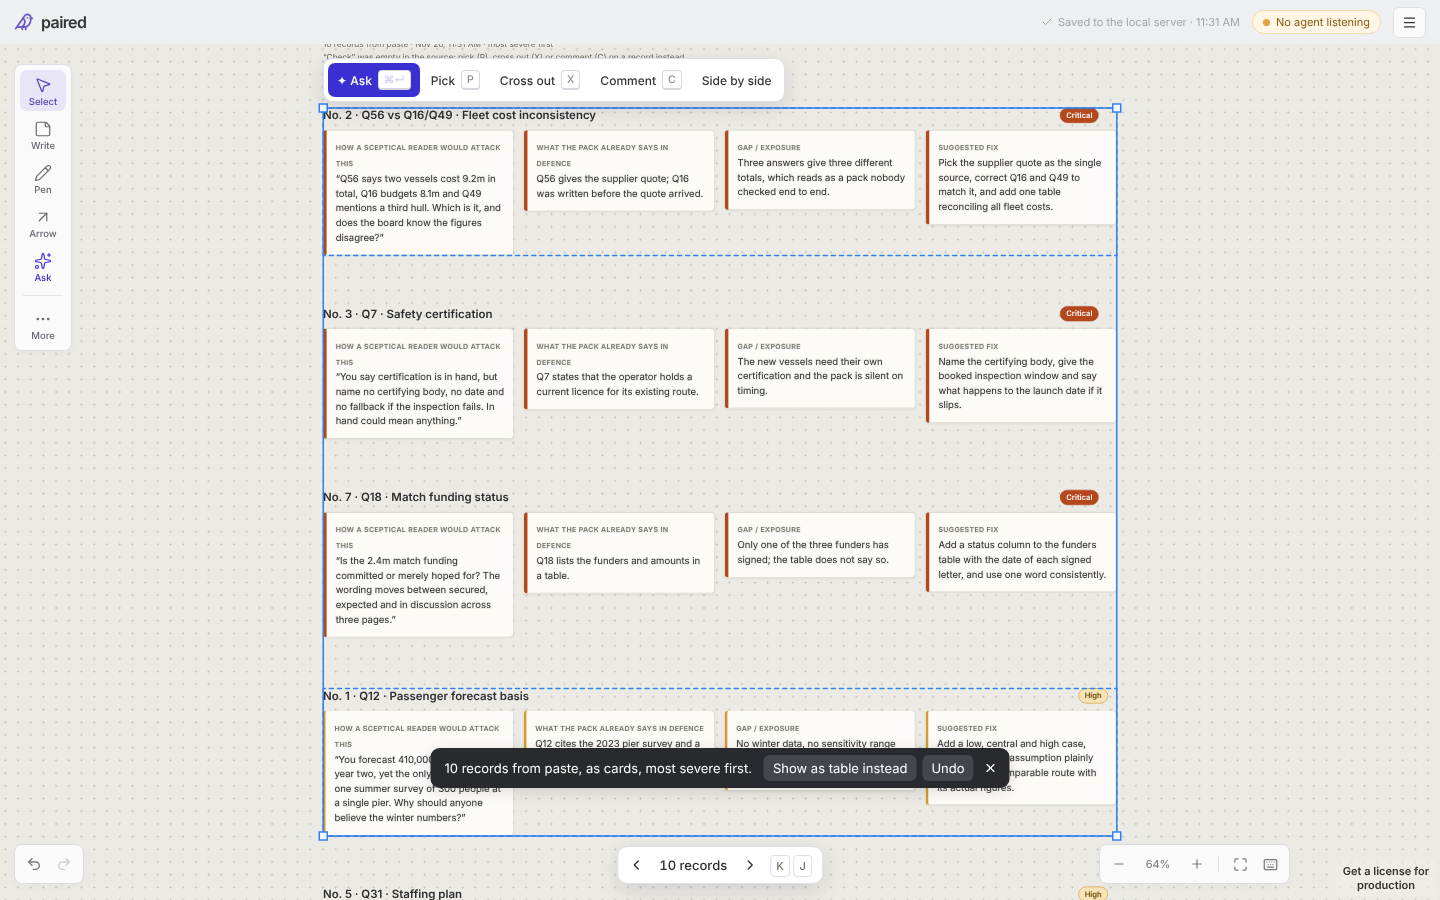 paired
Saved to the local server · 11:31 AM
No agent listening
10 records from paste · Nov 26, 11:31 AM · most severe first
"Check" was empty in the source: pick (P), cross out (X) or comment (C) on a record instead
Ask ⌘↵
Pick P
Cross out X
Comment C
Side by side
Select
Write
Pen
Arrow
Ask
More
No. 2 · Q56 vs Q16/Q49 · Fleet cost inconsistency
Critical
HOW A SCEPTICAL READER WOULD ATTACK
THIS
“Q56 says two vessels cost 9.2m in
total, Q16 budgets 8.1m and Q49
mentions a third hull. Which is it, and
does the board know the figures
disagree?”
WHAT THE PACK ALREADY SAYS IN
DEFENCE
Q56 gives the supplier quote; Q16
was written before the quote arrived.
GAP / EXPOSURE
Three answers give three different
totals, which reads as a pack nobody
checked end to end.
SUGGESTED FIX
Pick the supplier quote as the single
source, correct Q16 and Q49 to
match it, and add one table
reconciling all fleet costs.
No. 3 · Q7 · Safety certification
Critical
HOW A SCEPTICAL READER WOULD ATTACK
THIS
“You say certification is in hand, but
name no certifying body, no date and
no fallback if the inspection fails. In
hand could mean anything.”
WHAT THE PACK ALREADY SAYS IN
DEFENCE
Q7 states that the operator holds a
current licence for its existing route.
GAP / EXPOSURE
The new vessels need their own
certification and the pack is silent on
timing.
SUGGESTED FIX
Name the certifying body, give the
booked inspection window and say
what happens to the launch date if it
slips.
No. 7 · Q18 · Match funding status
Critical
HOW A SCEPTICAL READER WOULD ATTACK
THIS
“Is the 2.4m match funding
committed or merely hoped for? The
wording moves between secured,
expected and in discussion across
three pages.”
WHAT THE PACK ALREADY SAYS IN
DEFENCE
Q18 lists the funders and amounts in
a table.
GAP / EXPOSURE
Only one of the three funders has
signed; the table does not say so.
SUGGESTED FIX
Add a status column to the funders
table with the date of each signed
letter, and use one word consistently.
No. 1 · Q12 · Passenger forecast basis
High
HOW A SCEPTICAL READER WOULD ATTACK
THIS
“You forecast 410,000
year two, yet the only
one summer survey of 300 people at
a single pier. Why should anyone
believe the winter numbers?”
WHAT THE PACK ALREADY SAYS IN DEFENCE
Q12 cites the 2023 pier survey and a
GAP / EXPOSURE
No winter data, no sensitivity range
SUGGESTED FIX
Add a low, central and high case,
assumption plainly
parable route with
its actual figures.
10 records from paste, as cards, most severe first.
Show as table instead
Undo
10 records
K
J
64%
No. 5 · Q31 · Staffing plan
High
Get a license for
production